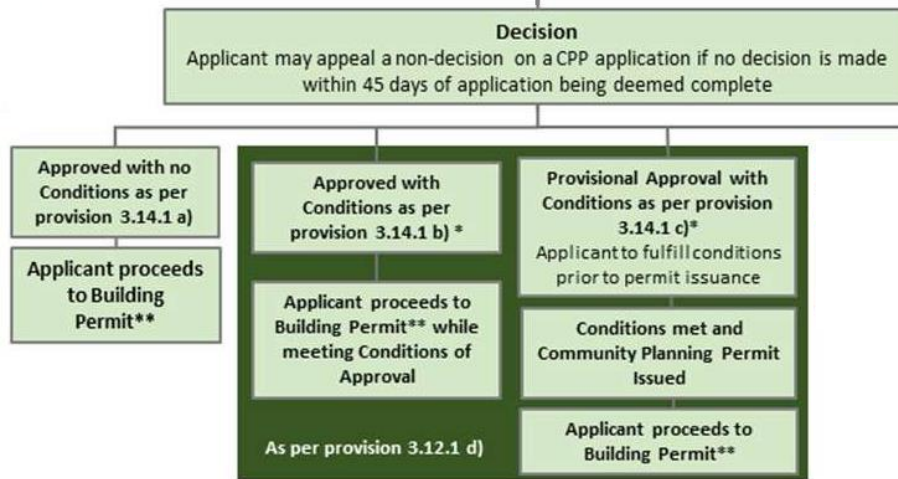 Decision
Applicant may appeal a non-decision on a CPP application if no decision is made
within 45 days of application being deemed complete
Approved with no
Conditions as per
provision 3.14.1 a)
Applicant proceeds
to Building
Permit**
Approved with
Conditions as per
provision 3.14.1 b) *
Applicant proceeds to
Building Permit** while
meeting Conditions of
Approval
As per provision 3.12.1 d)
Provisional Approval with
Conditions as per provision
3.14.1 c)*
Applicant to fulfill conditions
prior to permit issuance
Conditions met and
Community Planning Permit
Issued
Applicant proceeds to
Building Permit**